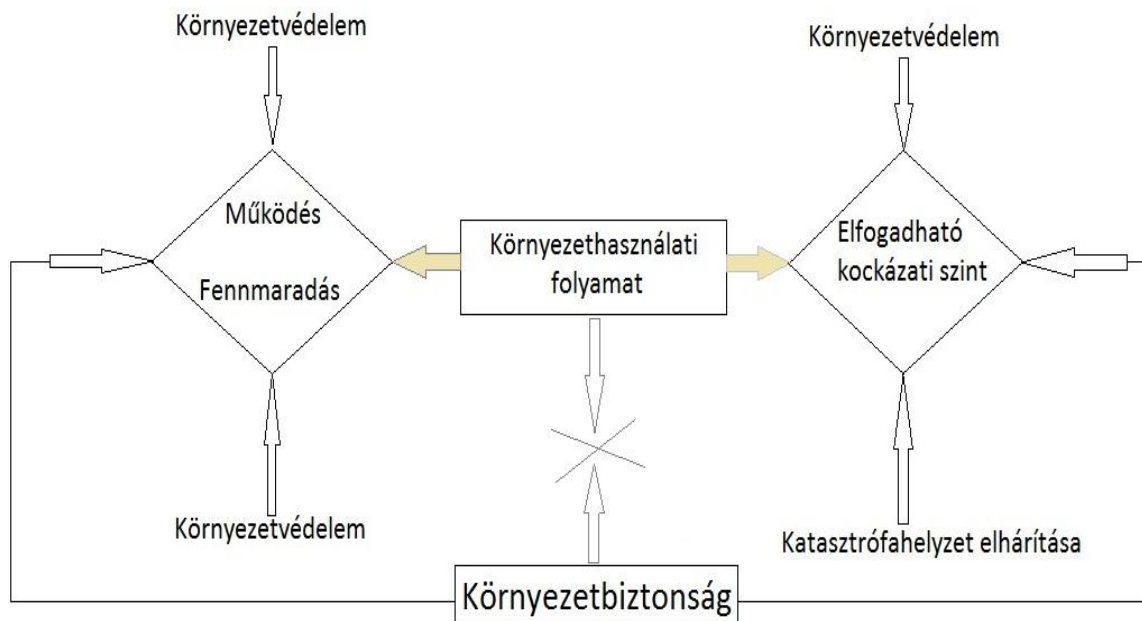 Környezetvédelem
Környezetvédelem
Működés
Fennmaradás
Környezethasználati
folyamat
Elfogadható
kockázati szint
Környezetvédelem
Katasztrófahelyzet elhárítása
Környezetbiztonság